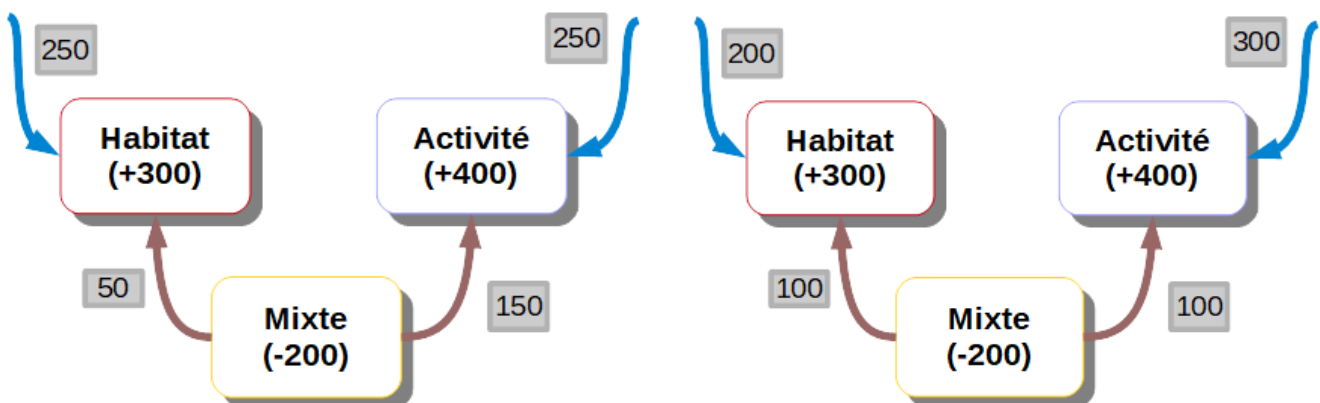 250
250
Habitat
(+300)
Activité
(+400)
50
150
Mixte
(-200)
200
300
Habitat
(+300)
Activité
(+400)
100
100
Mixte
(-200)